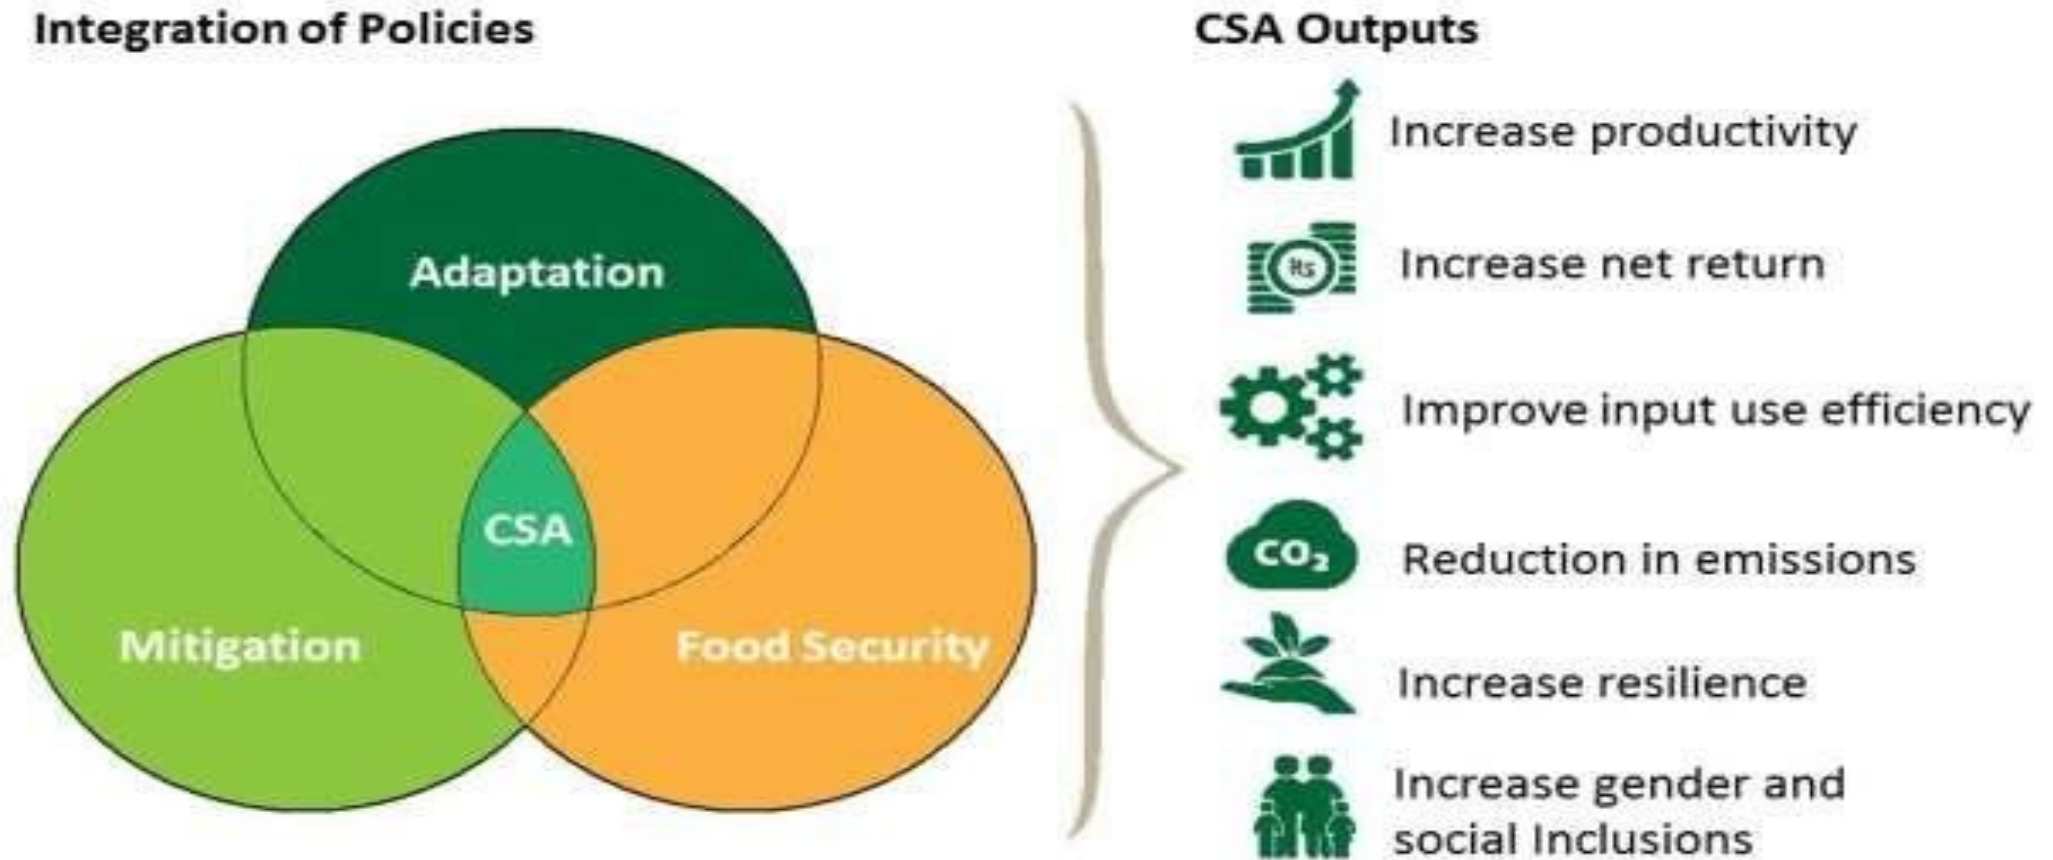 Integration of Policies
Adaptation
CSA
Mitigation
Food Security
CSA Outputs
Increase productivity
Rs
Increase net return
Improve input use efficiency
CO₂
Reduction in emissions
Increase resilience
Increase gender and
social Inclusions